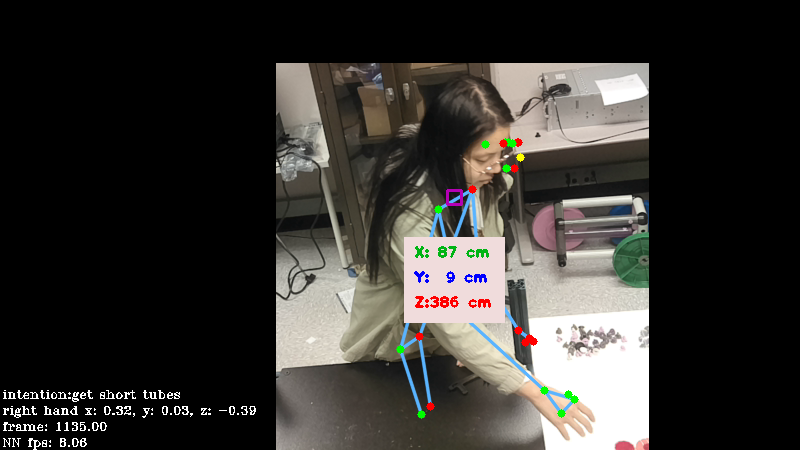 X: 87 cm
Y: 9 cm
Z:386 cm
intention:get short tubes
right hand x: 0.32, y: 0.03, z: −0.39
frame: 1135.00
NN fps: 8.06